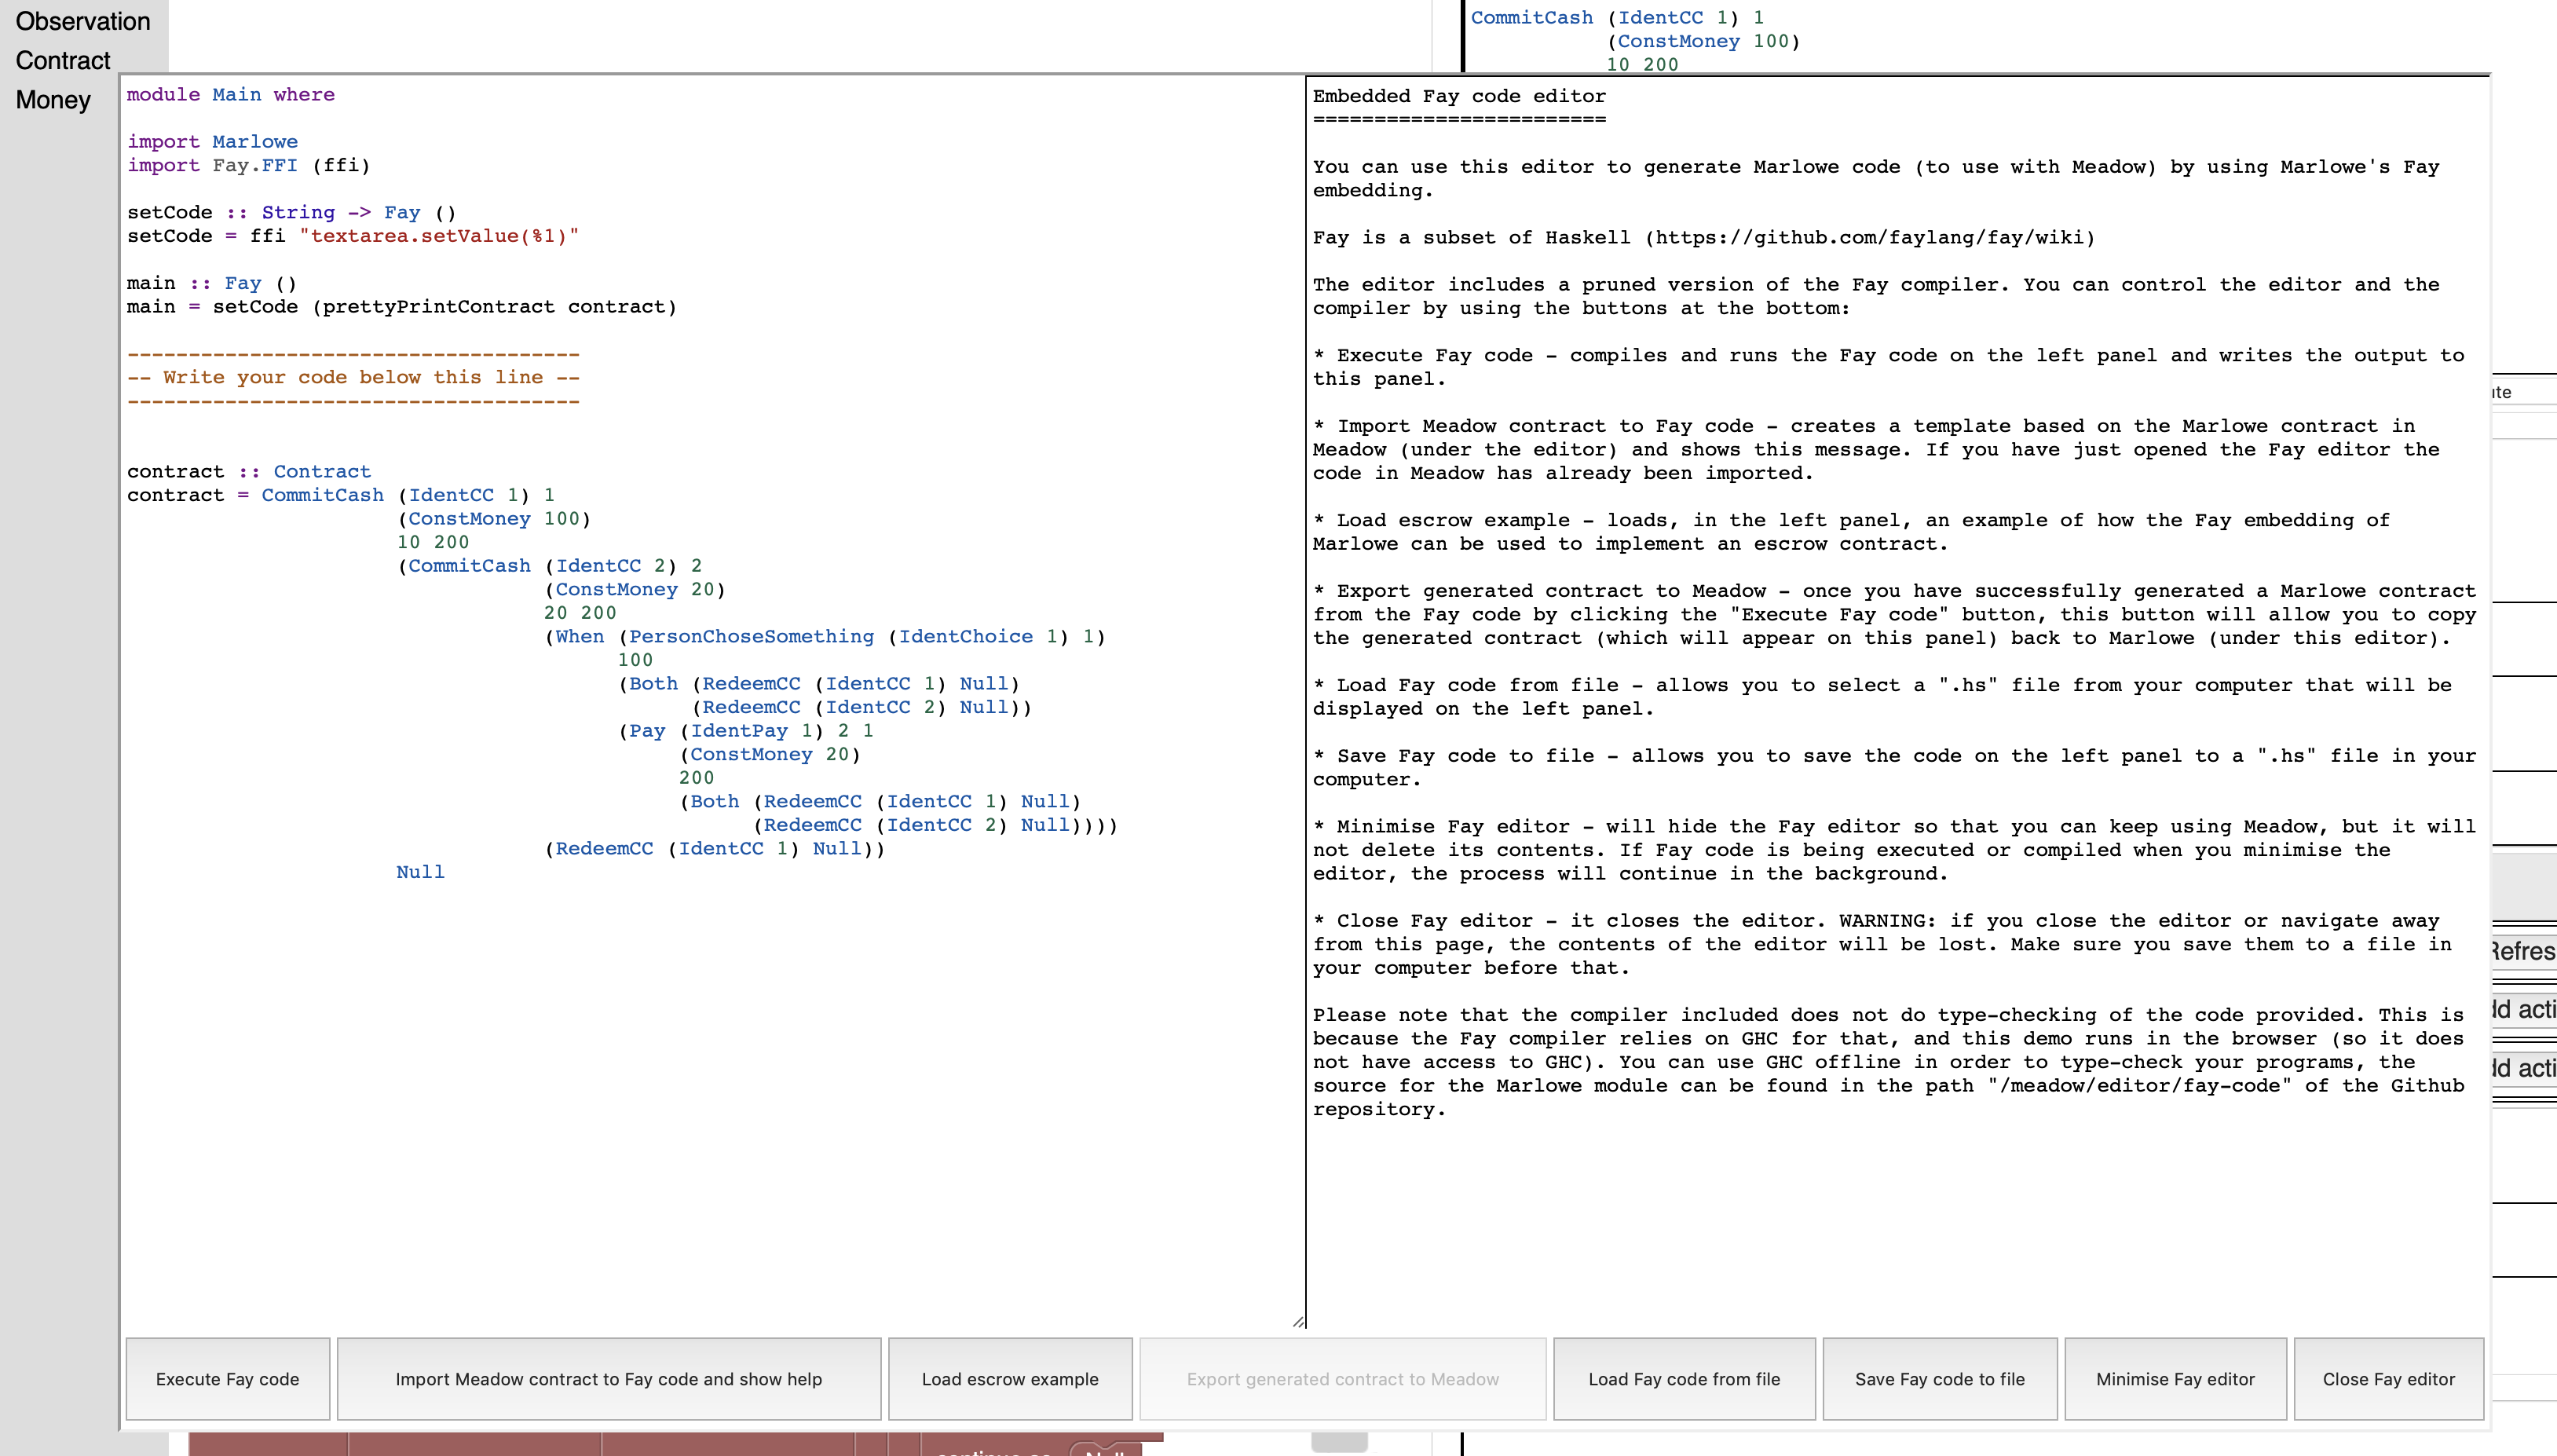 Observation
Contract
Money
CommitCash (IdentCC 1) 1
(ConstMoney 100)
10 200
module Main where
import Marlowe
import Fay.FFI (ffi)
setCode :: String -> Fay ()
setCode = ffi "textarea.setValue(%1)"
main :: Fay ()
main = setCode (prettyPrintContract contract)
-------------------------------------
-- Write your code below this line --
-------------------------------------
contract :: Contract
contract = CommitCash (IdentCC 1) 1
(ConstMoney 100)
10 200
(CommitCash (IdentCC 2) 2
(ConstMoney 20)
20 200
(When (PersonChoseSomething (IdentChoice 1) 1)
100
(Both (RedeemCC (IdentCC 1) Null)
(RedeemCC (IdentCC 2) Null))
(Pay (IdentPay 1) 2 1
(ConstMoney 20)
200
(Both (RedeemCC (IdentCC 1) Null)
(RedeemCC (IdentCC 2) Null))))
(RedeemCC (IdentCC 1) Null))
Null
Embedded Fay code editor
========================
You can use this editor to generate Marlowe code (to use with Meadow) by using Marlowe's Fay
embedding.
Fay is a subset of Haskell (https://github.com/faylang/fay/wiki)
The editor includes a pruned version of the Fay compiler. You can control the editor and the
compiler by using the buttons at the bottom:
* Execute Fay code - compiles and runs the Fay code on the left panel and writes the output to
this panel.
* Import Meadow contract to Fay code - creates a template based on the Marlowe contract in
Meadow (under the editor) and shows this message. If you have just opened the Fay editor the
code in Meadow has already been imported.
* Load escrow example - loads, in the left panel, an example of how the Fay embedding of
Marlowe can be used to implement an escrow contract.
* Export generated contract to Meadow - once you have successfully generated a Marlowe contract
from the Fay code by clicking the "Execute Fay code" button, this button will allow you to copy
the generated contract (which will appear on this panel) back to Marlowe (under this editor).
* Load Fay code from file - allows you to select a ".hs" file from your computer that will be
displayed on the left panel.
* Save Fay code to file - allows you to save the code on the left panel to a ".hs" file in your
computer.
* Minimise Fay editor - will hide the Fay editor so that you can keep using Meadow, but it will
not delete its contents. If Fay code is being executed or compiled when you minimise the
editor, the process will continue in the background.
* Close Fay editor - it closes the editor. WARNING: if you close the editor or navigate away
from this page, the contents of the editor will be lost. Make sure you save them to a file in
your computer before that.
Please note that the compiler included does not do type-checking of the code provided. This is
because the Fay compiler relies on GHC for that, and this demo runs in the browser (so it does
not have access to GHC). You can use GHC offline in order to type-check your programs, the
source for the Marlowe module can be found in the path "/meadow/editor/fay-code" of the Github
repository.
Execute Fay code
Import Meadow contract to Fay code and show help
Load escrow example
Export generated contract to Meadow
Load Fay code from file
Save Fay code to file
Minimise Fay editor
Close Fay editor